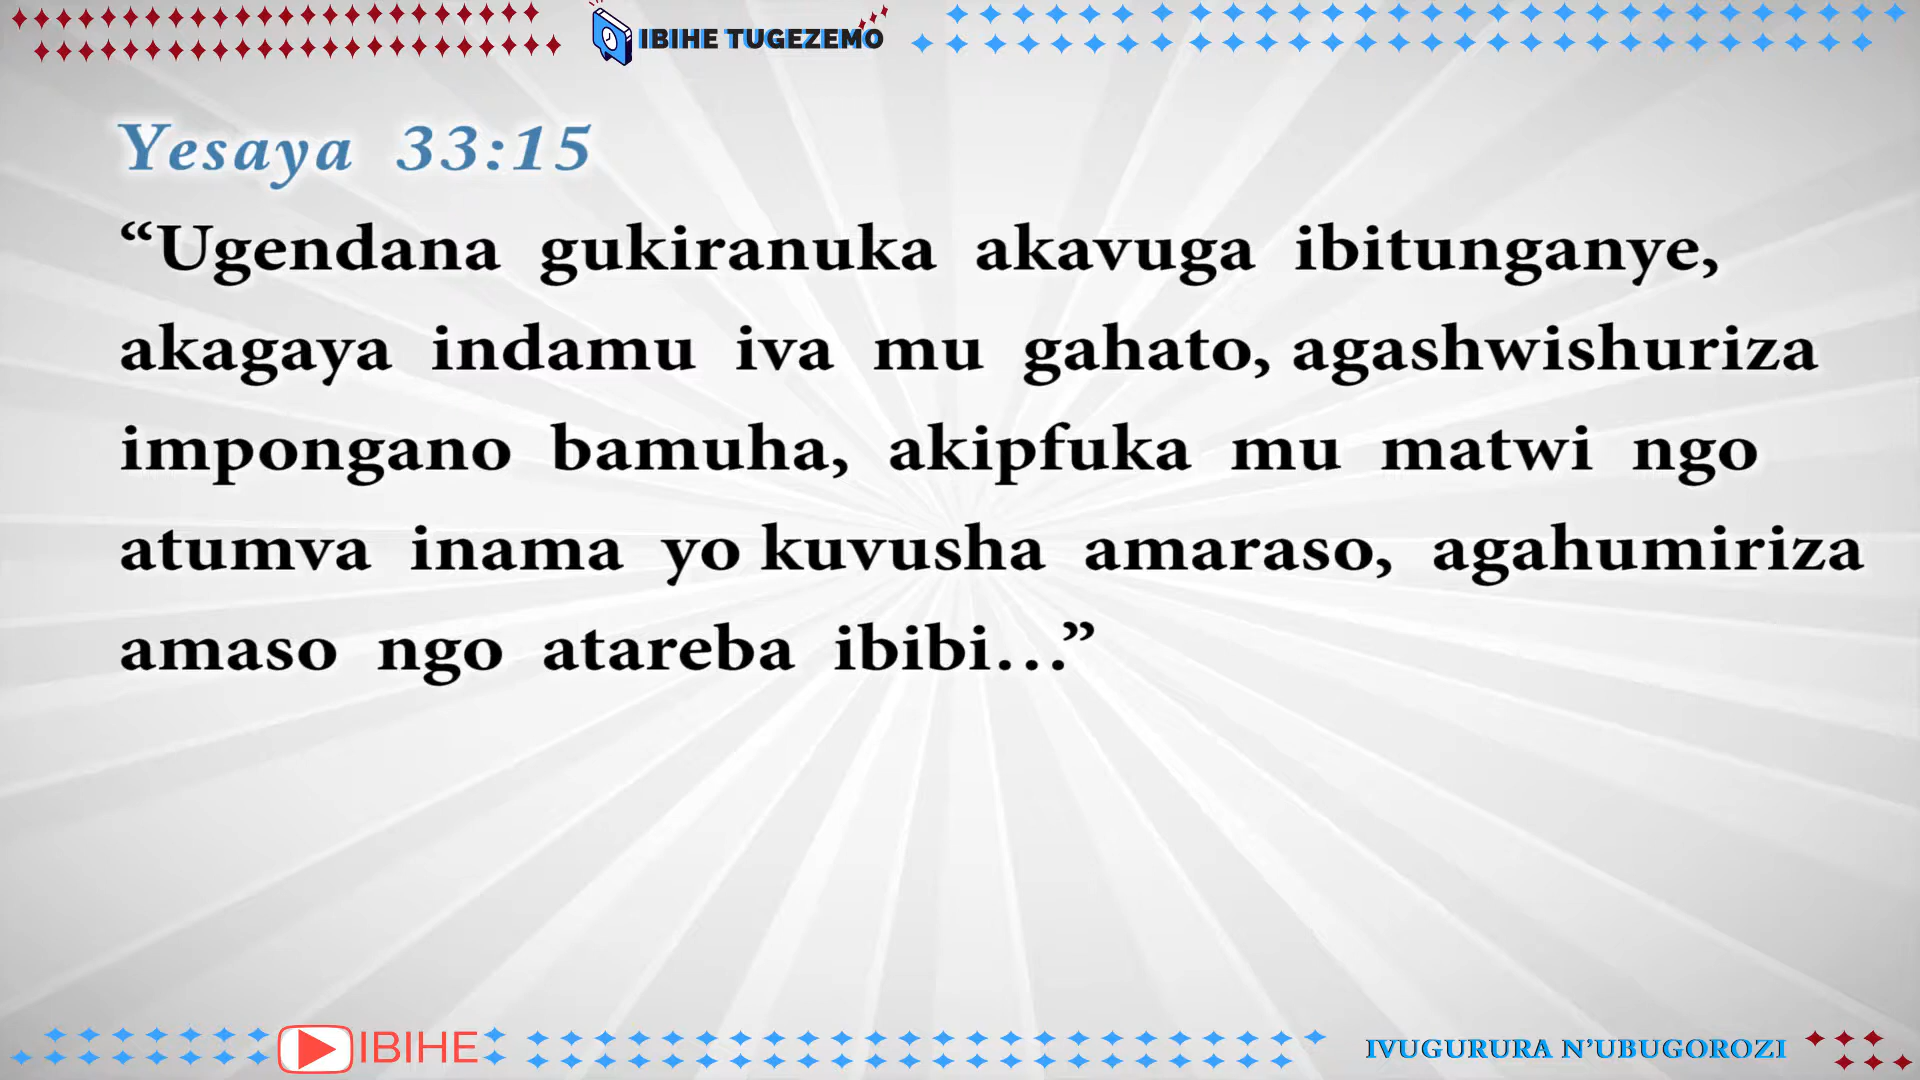 IBIHE TUGEZEMO
Yesaya 33:15
“Ugendana gukiranuka akavuga ibitunganye,
akagaya indamu iva mu gahato, agashwishuriza
impongano bamuha, akipfuka mu matwi ngo
atumva inama yo kuvusha amaraso, agahumiriza
amaso ngo atareba ibibi...”
IBIHE
IVUGURURA N’UBUGOROZI